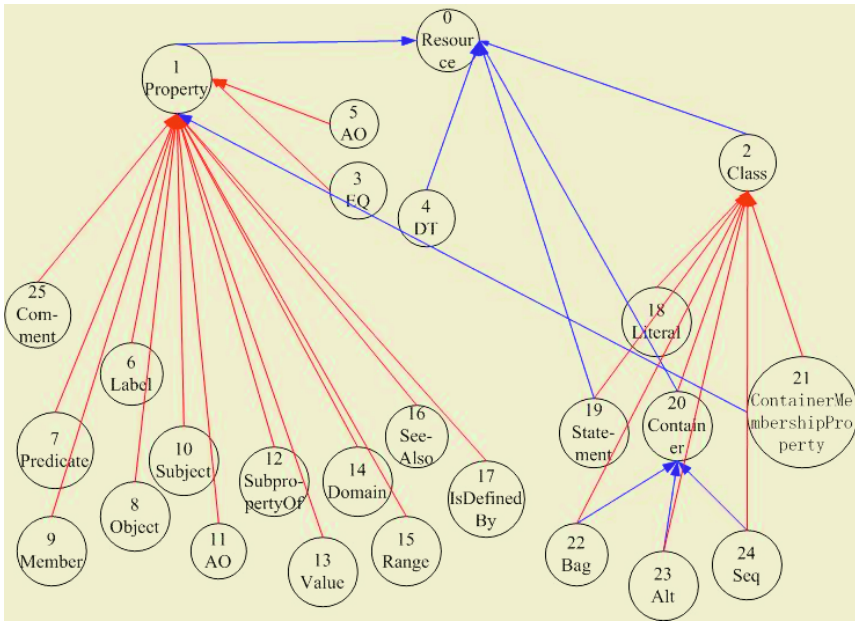 0
Resour-
ce
1
Property
5
AO
3
EQ
4
DT
2
Class
25
Com-
ment
18
Literal
6
Label
21
ContainerMe
mbershipProp
erty
16
See-
Also
19
State-
ment
20
Contain
er
7
Predicate
10
Subject
12
Subpro-
pertyOf
14
Domain
17
IsDefined
By
8
Object
9
Member
11
AO
13
Value
15
Range
22
Bag
23
Alt
24
Seq